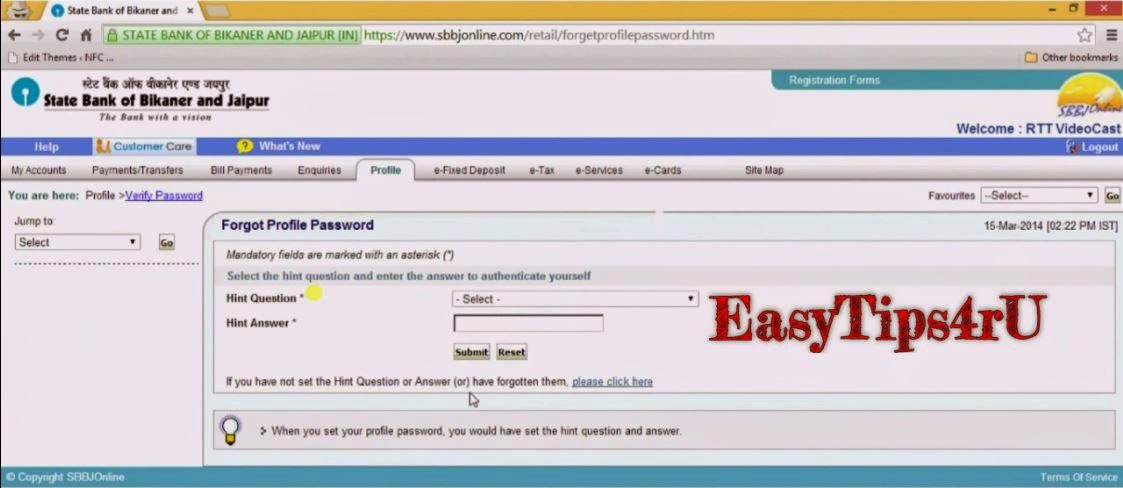 State Bank of Bikaner and
STATE BANK OF BIKANER AND JAIPUR [IN] https://www.sbbjonline.com/retail/forgetprofilepassword.htm
Edit Themes ‹ NFC ... Other bookmarks
स्टेट बैंक ऑफ बीकानेर एण्ड जयपुर
State Bank of Bikaner and Jaipur
The Bank with a vision
Registration Forms
SBBJOnline
Welcome : RTT VideoCast
Help Customer Care ? What's New Logout
My Accounts Payments/Transfers Bill Payments Enquiries Profile e-Fixed Deposit e-Tax e-Services e-Cards Site Map
You are here: Profile >Verify Password Favourites --Select-- Go
Jump to:
Select Go
Forgot Profile Password 15-Mar-2014 [02:22 PM IST]
Mandatory fields are marked with an asterisk (*)
Select the hint question and enter the answer to authenticate yourself
Hint Question * - Select -
Hint Answer *
EasyTips4rU
Submit Reset
If you have not set the Hint Question or Answer (or) have forgotten them, please click here
> When you set your profile password, you would have set the hint question and answer.
© Copyright SBBJOnline Terms Of Service